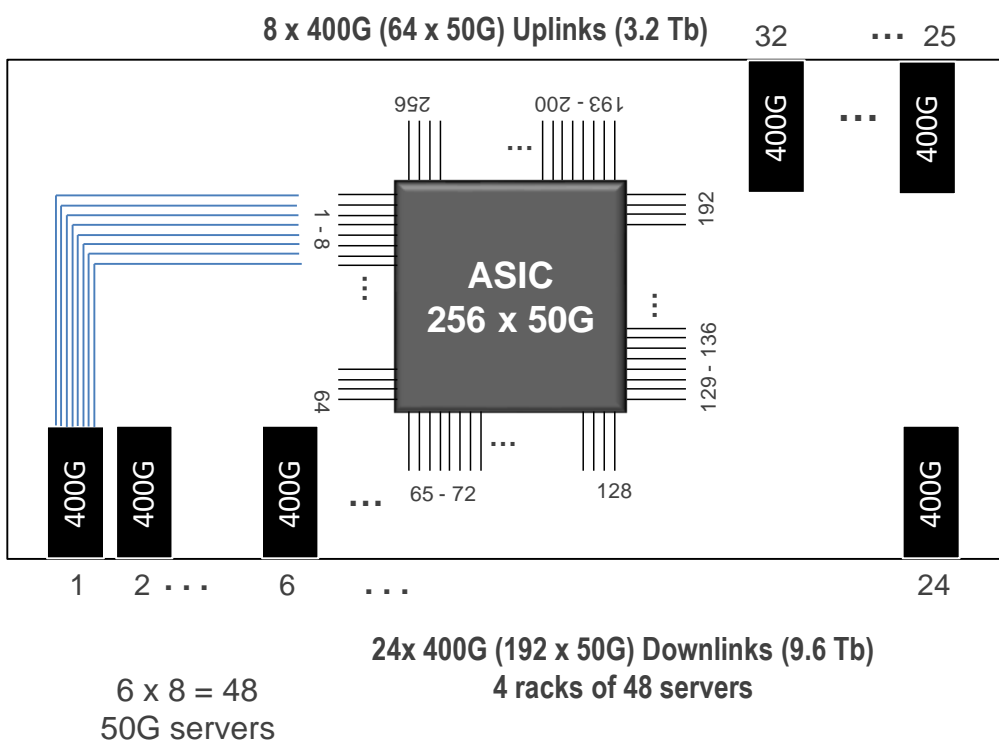 8 x 400G (64 x 50G) Uplinks (3.2 Tb)
32 ... 25
256
... 200 - 193
400G
...
400G
1 - 8
192
...
ASIC
256 x 50G
...
129 - 136
64
...
65 - 72
128
400G
400G
400G
...
400G
1
2 ...
6
...
24
24x 400G (192 x 50G) Downlinks (9.6 Tb)
4 racks of 48 servers
6 x 8 = 48
50G servers